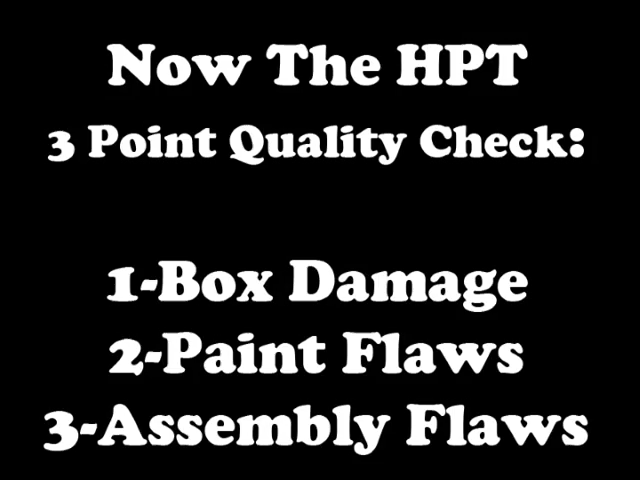 Now The HPT
3 Point Quality Check:
1-Box Damage
2-Paint Flaws
3-Assembly Flaws